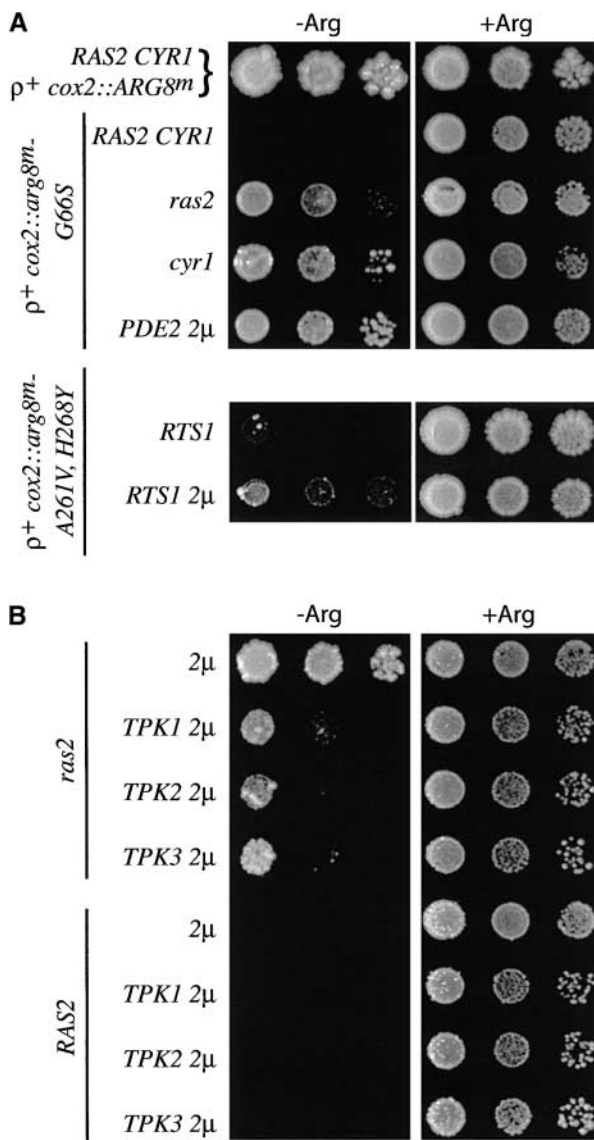 A
-Arg +Arg
RAS2 CYR1
ρ+ cox2::ARG8m }
ρ+ cox2::arg8m-
G66S
RAS2 CYR1
ras2
cyr1
PDE2 2μ
ρ+ cox2::arg8m-
A261V, H268Y
RTS1
RTS1 2μ
B
-Arg +Arg
ras2
2μ
TPK1 2μ
TPK2 2μ
TPK3 2μ
RAS2
2μ
TPK1 2μ
TPK2 2μ
TPK3 2μ